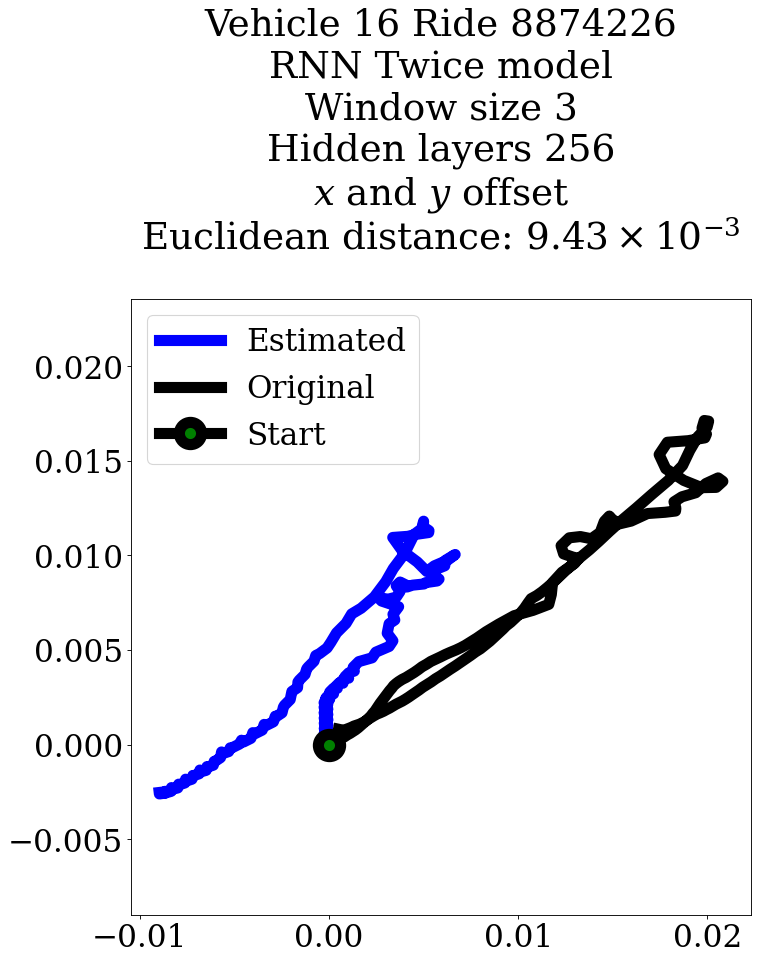 Vehicle 16 Ride 8874226
RNN Twice model
Window size 3
Hidden layers 256
x and y offset
Euclidean distance: 9.43 × 10⁻³
Estimated
Original
Start
0.020
0.015
0.010
0.005
0.000
−0.005
−0.01 0.00 0.01 0.02